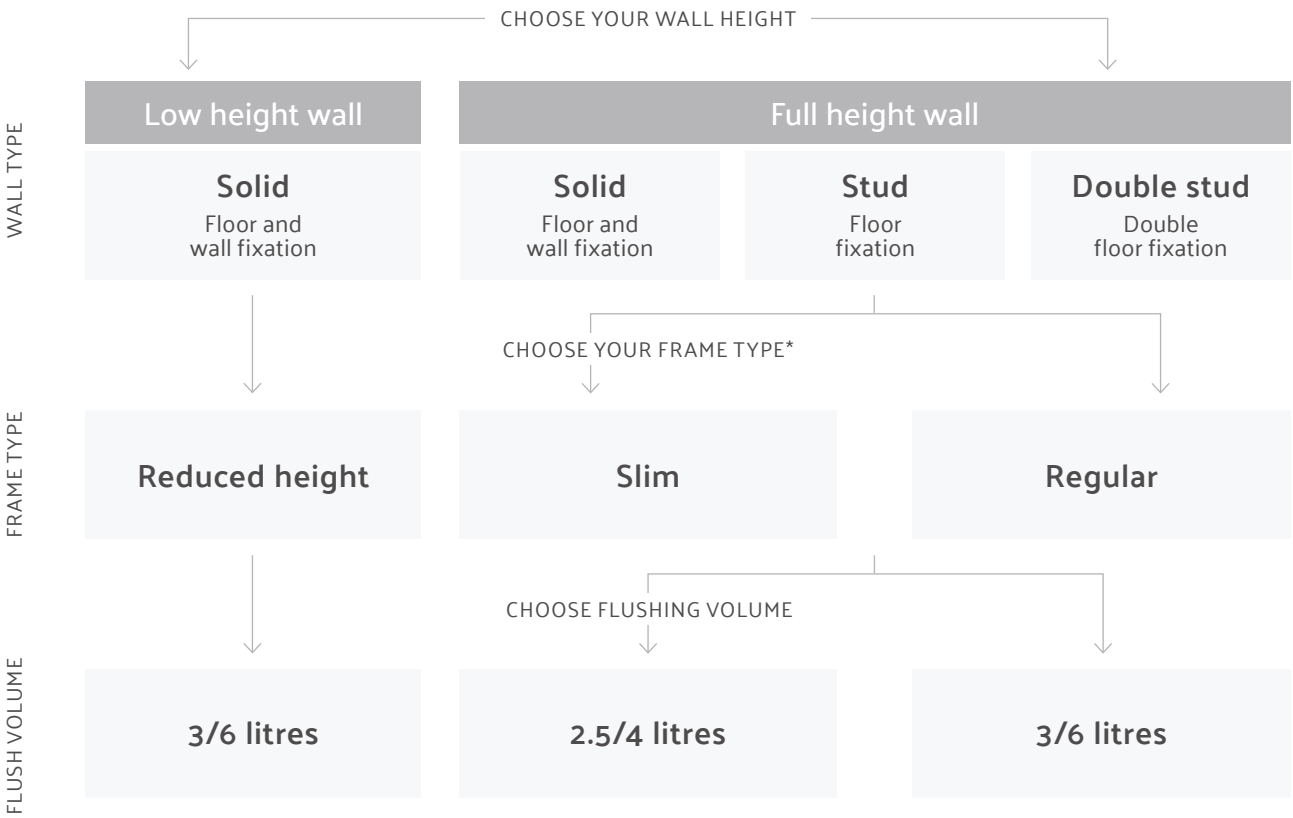 CHOOSE YOUR WALL HEIGHT
WALL TYPE
Low height wall
Full height wall
Solid
Floor and
wall fixation
Solid
Floor and
wall fixation
Stud
Floor
fixation
Double stud
Double
floor fixation
CHOOSE YOUR FRAME TYPE*
FRAME TYPE
Reduced height
Slim
Regular
CHOOSE FLUSHING VOLUME
FLUSH VOLUME
3/6 litres
2.5/4 litres
3/6 litres